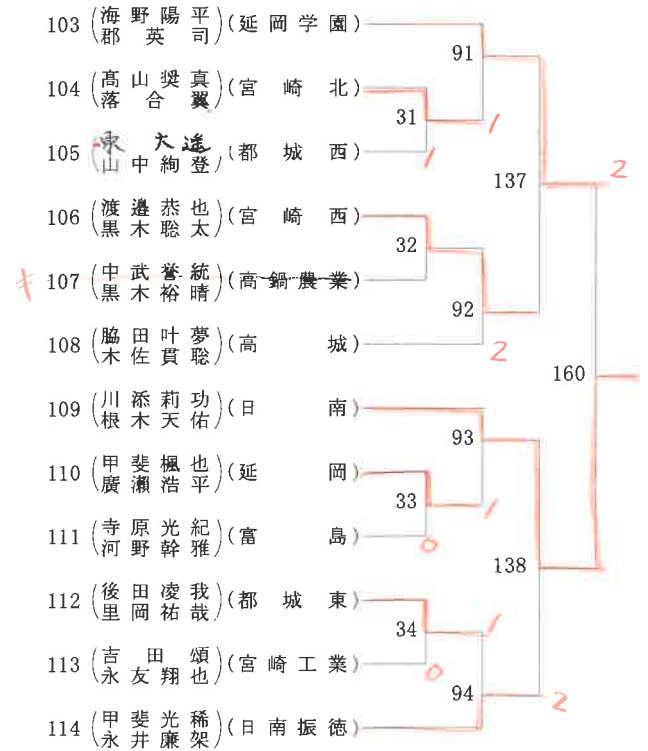 103 (海野陽平 (延岡学園)
郡英司)
91
104 (髙山奨真 (宮崎北)
落合翼)
31
1
105 (東大遥 (都城西)
山中絢登)
1
137
2
106 (渡邉恭也 (宮崎西)
黒木聡太)
32
107 (中武誉統 (高鍋農業)
黒木裕晴)
92
108 (脇田叶夢 (高城)
木佐貫聡)
2
160
109 (川添莉功 (日南)
根木天佑)
93
110 (甲斐楓也 (延岡)
廣瀬浩平)
33
1
111 (寺原光紀 (富島)
河野幹雅)
0
138
112 (後田凌我 (都城東)
里岡祐哉)
34
1
113 (吉田頌 (宮崎工業)
永友翔也)
0
94
2
114 (甲斐光稀 (日南振徳)
永井廉架)